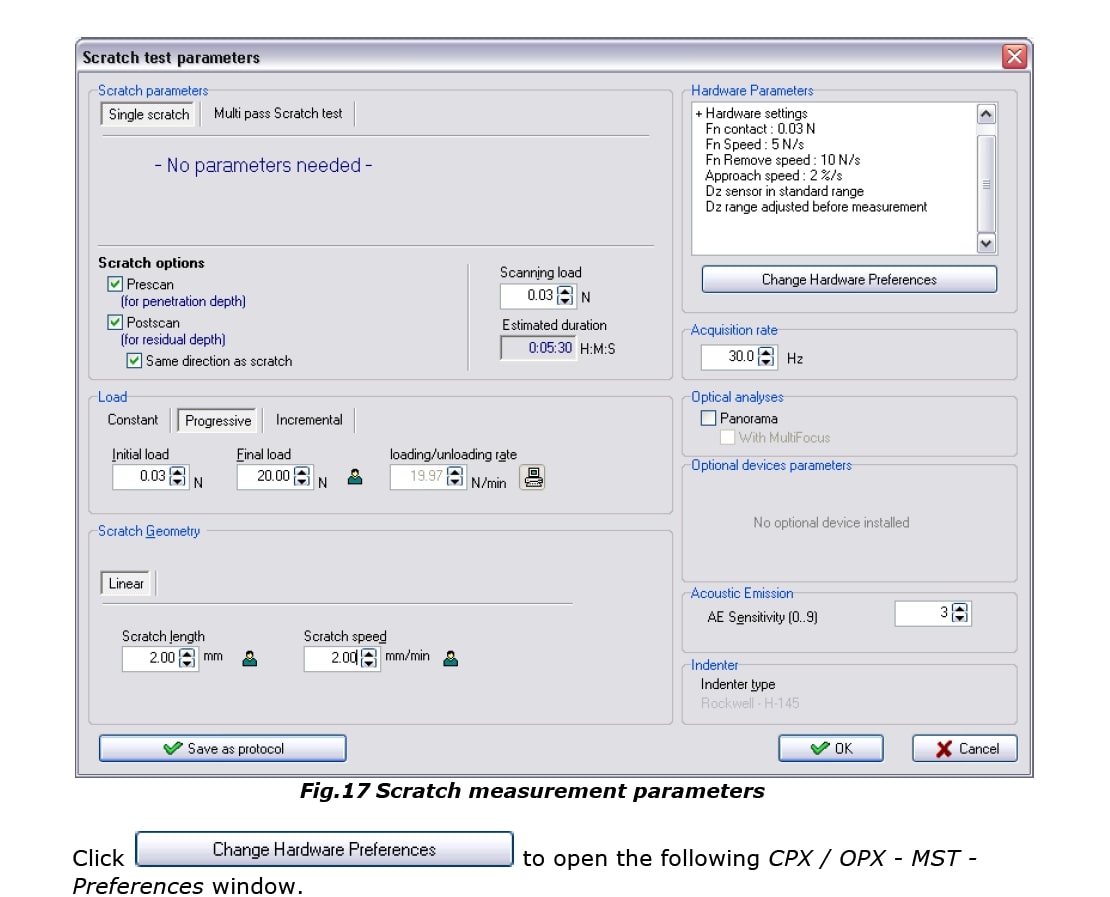 Scratch test parameters
Scratch parameters
Single scratch
Multi pass Scratch test
- No parameters needed -
Scratch options
Prescan
(for penetration depth)
Postscan
(for residual depth)
Same direction as scratch
Scanning load
0.03 N
Estimated duration
0:05:30 H:M:S
Load
Constant
Progressive
Incremental
Initial load
0.03 N
Final load
20.00 N
loading/unloading rate
19.97 N/min
Scratch Geometry
Linear
Scratch length
2.00 mm
Scratch speed
2.00 mm/min
Save as protocol
Hardware Parameters
+ Hardware settings
Fn contact : 0.03 N
Fn Speed : 5 N/s
Fn Remove speed : 10 N/s
Approach speed : 2 %/s
Dz sensor in standard range
Dz range adjusted before measurement
Change Hardware Preferences
Acquisition rate
30.0 Hz
Optical analyses
Panorama
With MultiFocus
Optional devices parameters
No optional device installed
Acoustic Emission
AE Sensitivity (0..9) 3
Indenter
Indenter type
Rockwell - H-145
OK
Cancel
Fig.17 Scratch measurement parameters
Click Change Hardware Preferences to open the following CPX / OPX - MST -
Preferences window.